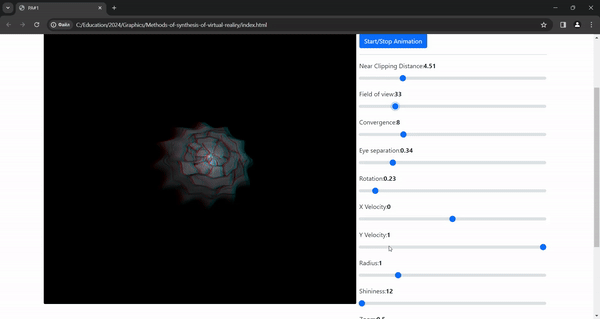 PA#1
Файл
C:/Education/2024/Graphics/Methods-of-synthesis-of-virtual-reality/index.html
Start/Stop Animation
Near Clipping Distance:4.51
Field of view:33
Convergence:8
Eye separation:0.34
Rotation:0.23
X Velocity:0
Y Velocity:1
Radius:1
Shininess:12